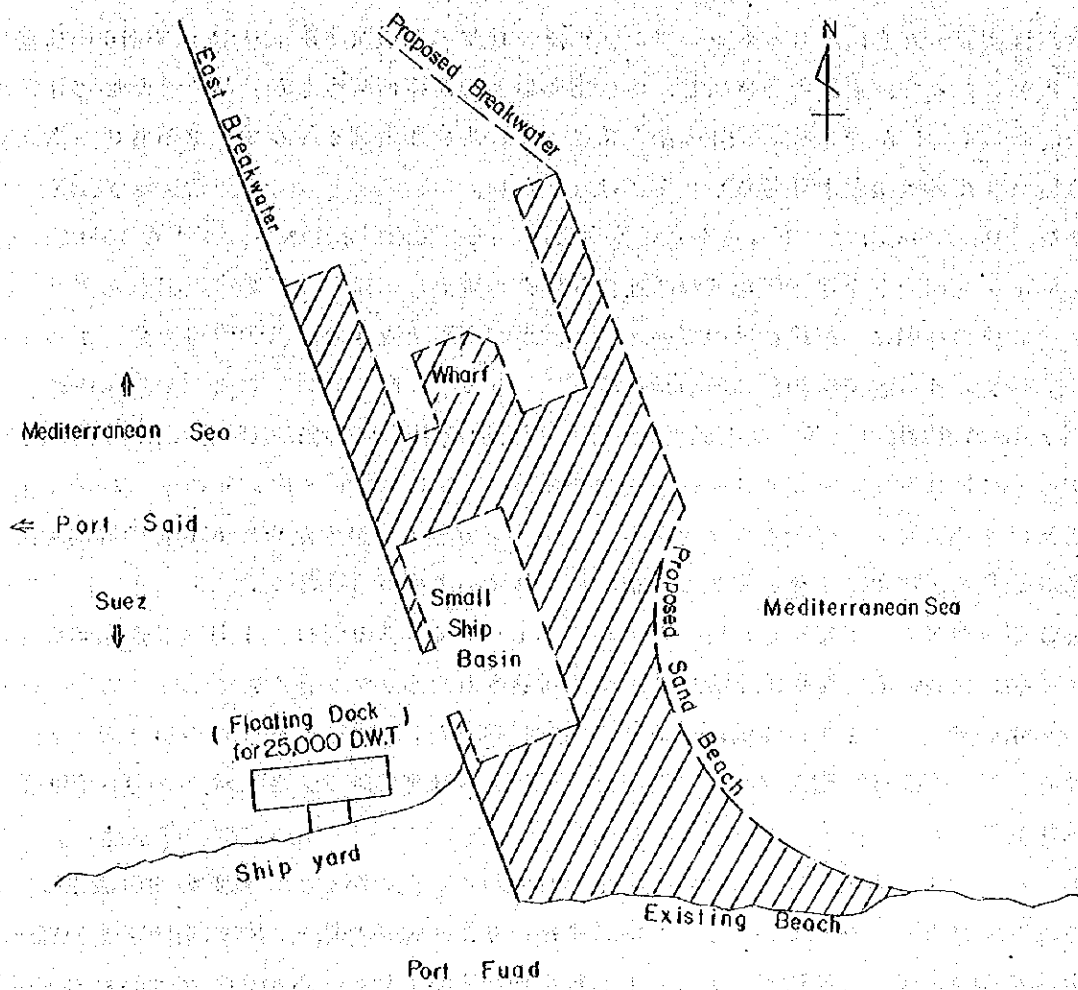 N
Proposed Breakwater
East Breakwater
Wharf
Mediterranean Sea
⇐ Port Said
Suez
Small
Ship
Basin
Proposed Sand Beach
Mediterranean Sea
( Floating Dock )
for 25,000 D.W.T
Ship yard
Existing Beach
Port Fuad